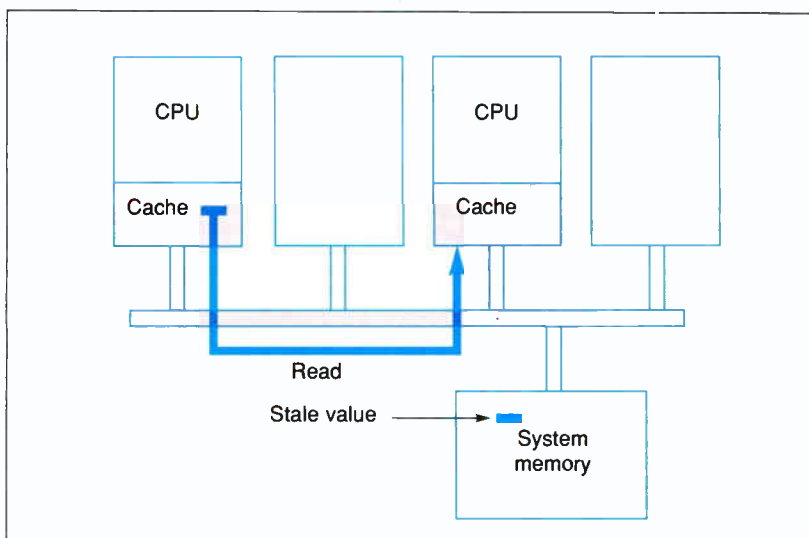 CPU
CPU
Cache
Cache
Read
Stale value
System
memory